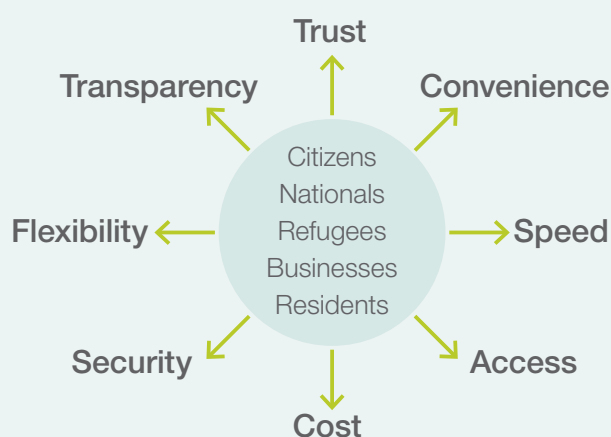 Trust
Transparency
Convenience
Citizens
Nationals
Refugees
Businesses
Residents
Flexibility
Speed
Security
Access
Cost